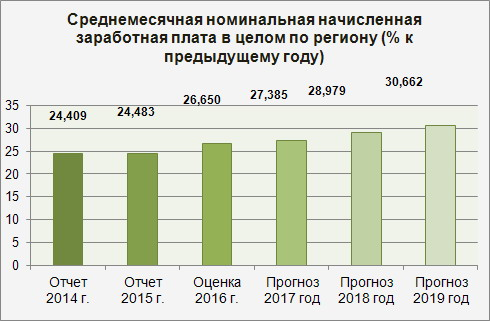 Среднемесячная номинальная начисленная
заработная плата в целом по региону (% к
предыдущему году)
24,409
24,483
26,650
27,385
28,979
30,662
35
30
25
20
15
10
5
0
Отчет
2014 г.
Отчет
2015 г.
Оценка
2016 г.
Прогноз
2017 год
Прогноз
2018 год
Прогноз
2019 год